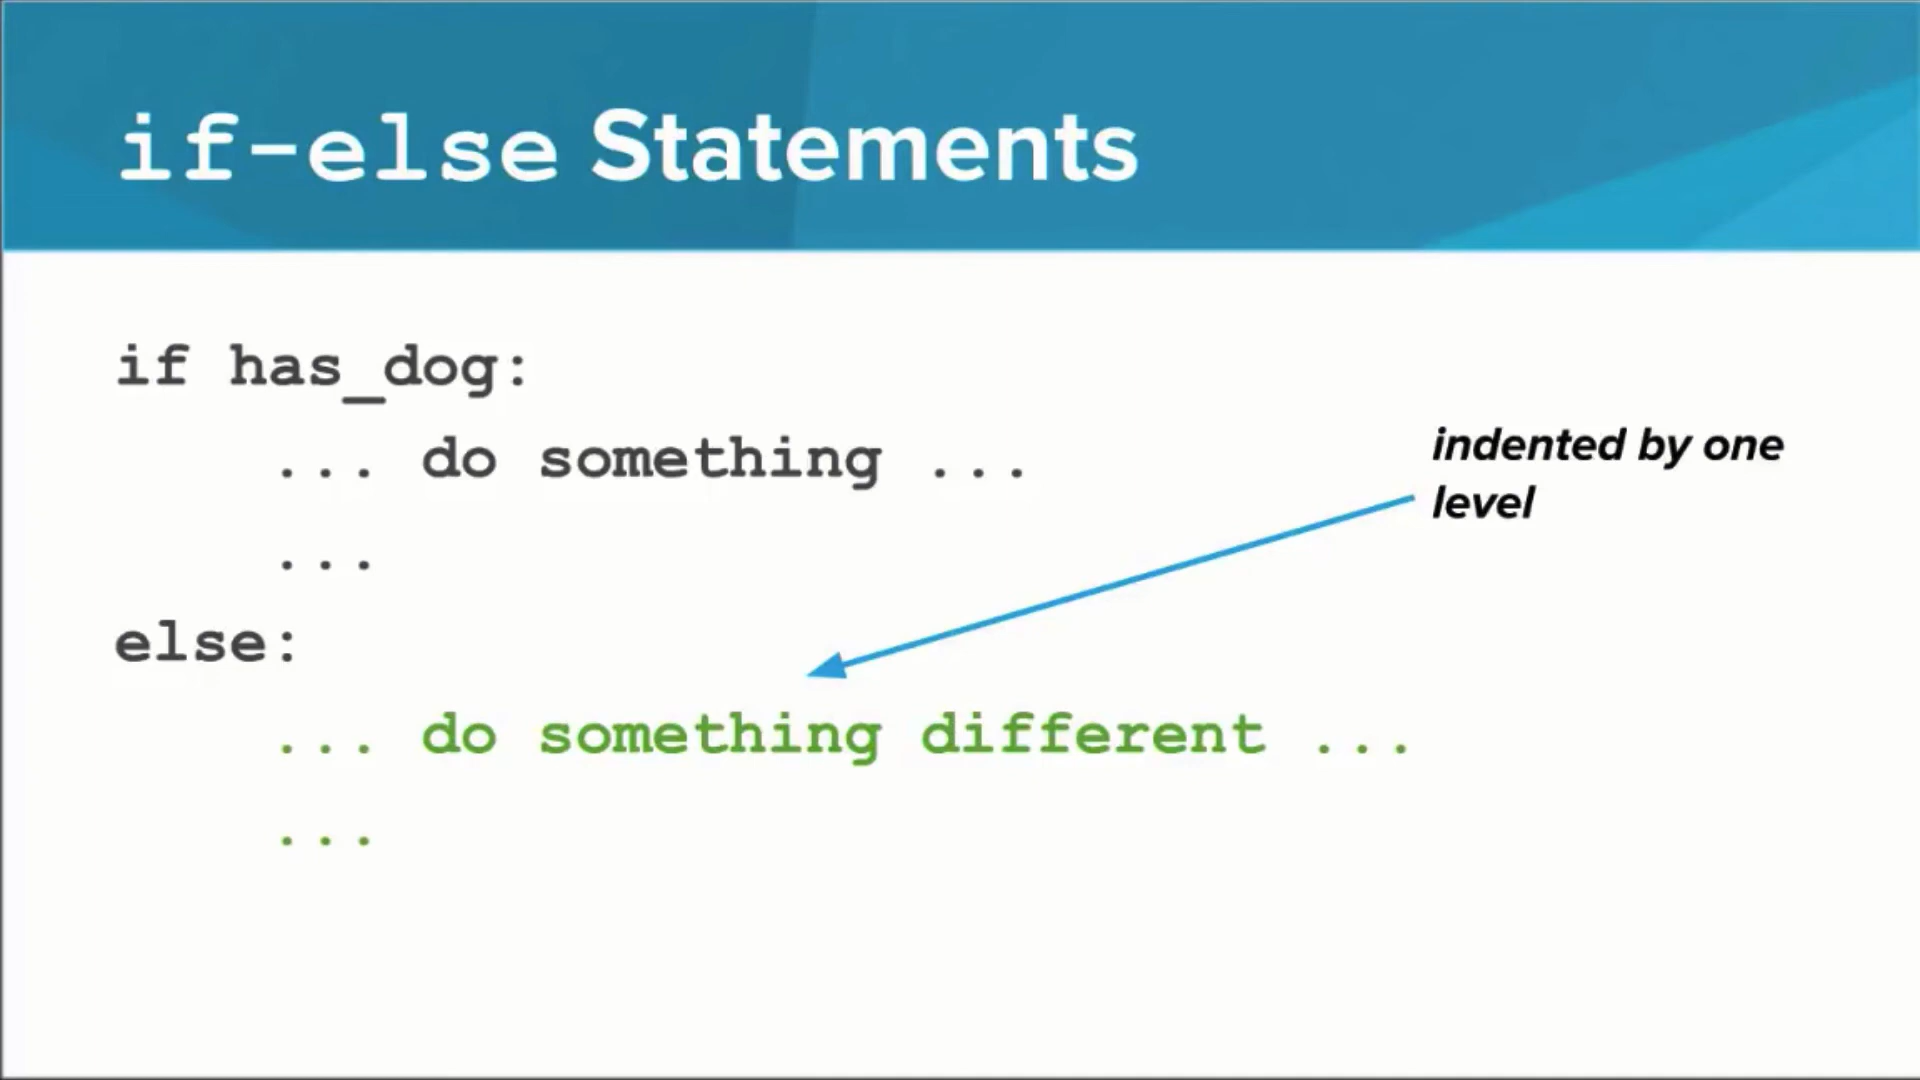 if-else Statements
if has_dog:
... do something ...
indented by one
level
...
else:
... do something different ...
...